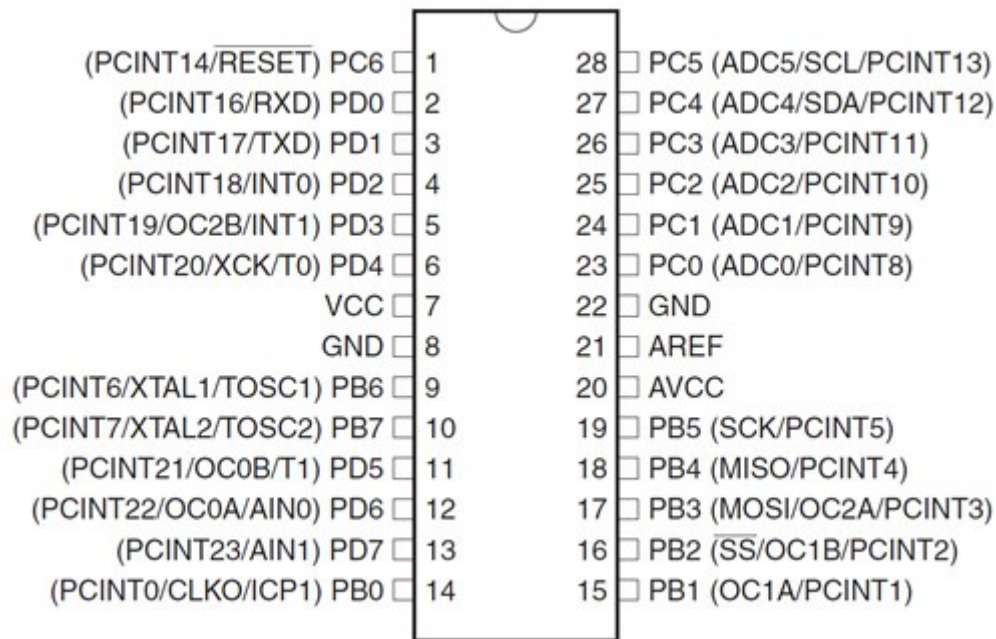 (PCINT14/RESET) PC6 1 28 PC5 (ADC5/SCL/PCINT13)
(PCINT16/RXD) PD0 2 27 PC4 (ADC4/SDA/PCINT12)
(PCINT17/TXD) PD1 3 26 PC3 (ADC3/PCINT11)
(PCINT18/INT0) PD2 4 25 PC2 (ADC2/PCINT10)
(PCINT19/OC2B/INT1) PD3 5 24 PC1 (ADC1/PCINT9)
(PCINT20/XCK/T0) PD4 6 23 PC0 (ADC0/PCINT8)
VCC 7 22 GND
GND 8 21 AREF
(PCINT6/XTAL1/TOSC1) PB6 9 20 AVCC
(PCINT7/XTAL2/TOSC2) PB7 10 19 PB5 (SCK/PCINT5)
(PCINT21/OC0B/T1) PD5 11 18 PB4 (MISO/PCINT4)
(PCINT22/OC0A/AIN0) PD6 12 17 PB3 (MOSI/OC2A/PCINT3)
(PCINT23/AIN1) PD7 13 16 PB2 (SS/OC1B/PCINT2)
(PCINT0/CLKO/ICP1) PB0 14 15 PB1 (OC1A/PCINT1)